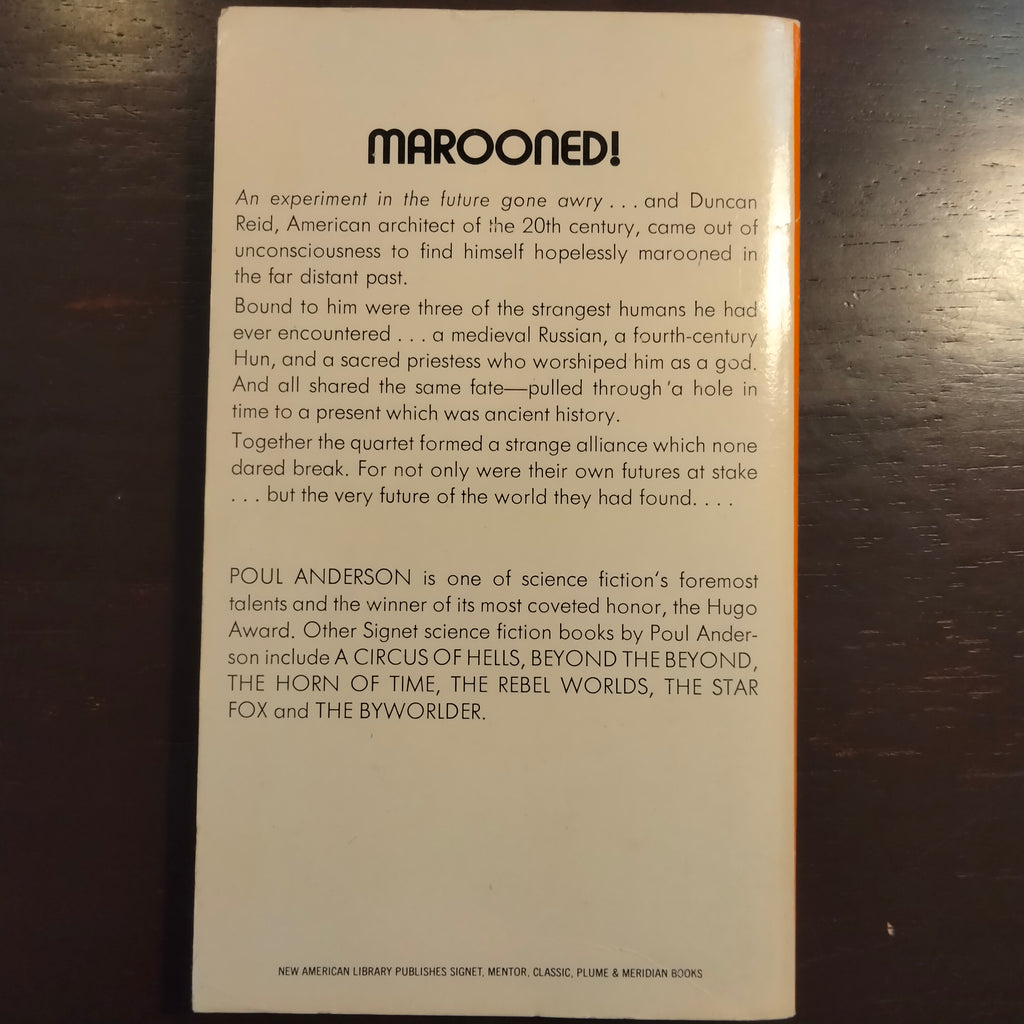 MAROONED!
An experiment in the future gone awry . . . and Duncan
Reid, American architect of the 20th century, came out of
unconsciousness to find himself hopelessly marooned in
the far distant past.
Bound to him were three of the strangest humans he had
ever encountered . . . a medieval Russian, a fourth-century
Hun, and a sacred priestess who worshiped him as a god.
And all shared the same fate—pulled through 'a hole in
time to a present which was ancient history.
Together the quartet formed a strange alliance which none
dared break. For not only were their own futures at stake
. . . but the very future of the world they had found. . . .
POUL ANDERSON is one of science fiction's foremost
talents and the winner of its most coveted honor, the Hugo
Award. Other Signet science fiction books by Poul Ander-
son include A CIRCUS OF HELLS, BEYOND THE BEYOND,
THE HORN OF TIME, THE REBEL WORLDS, THE STAR
FOX and THE BYWORLDER.
NEW AMERICAN LIBRARY PUBLISHES SIGNET, MENTOR, CLASSIC, PLUME & MERIDIAN BOOKS